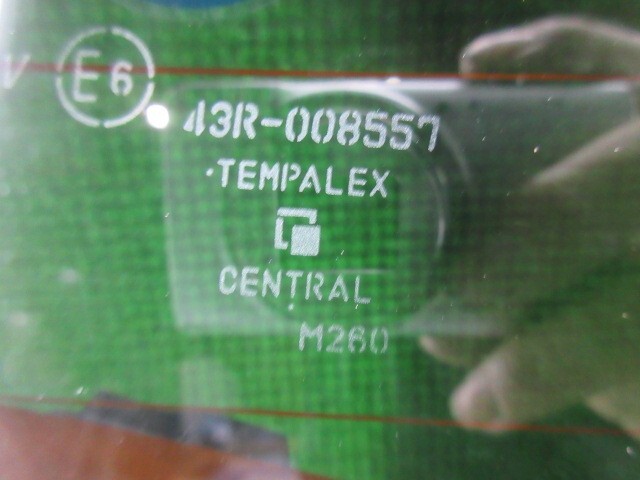 V E6
43R-008557
·TEMPALEX
CENTRAL
M260